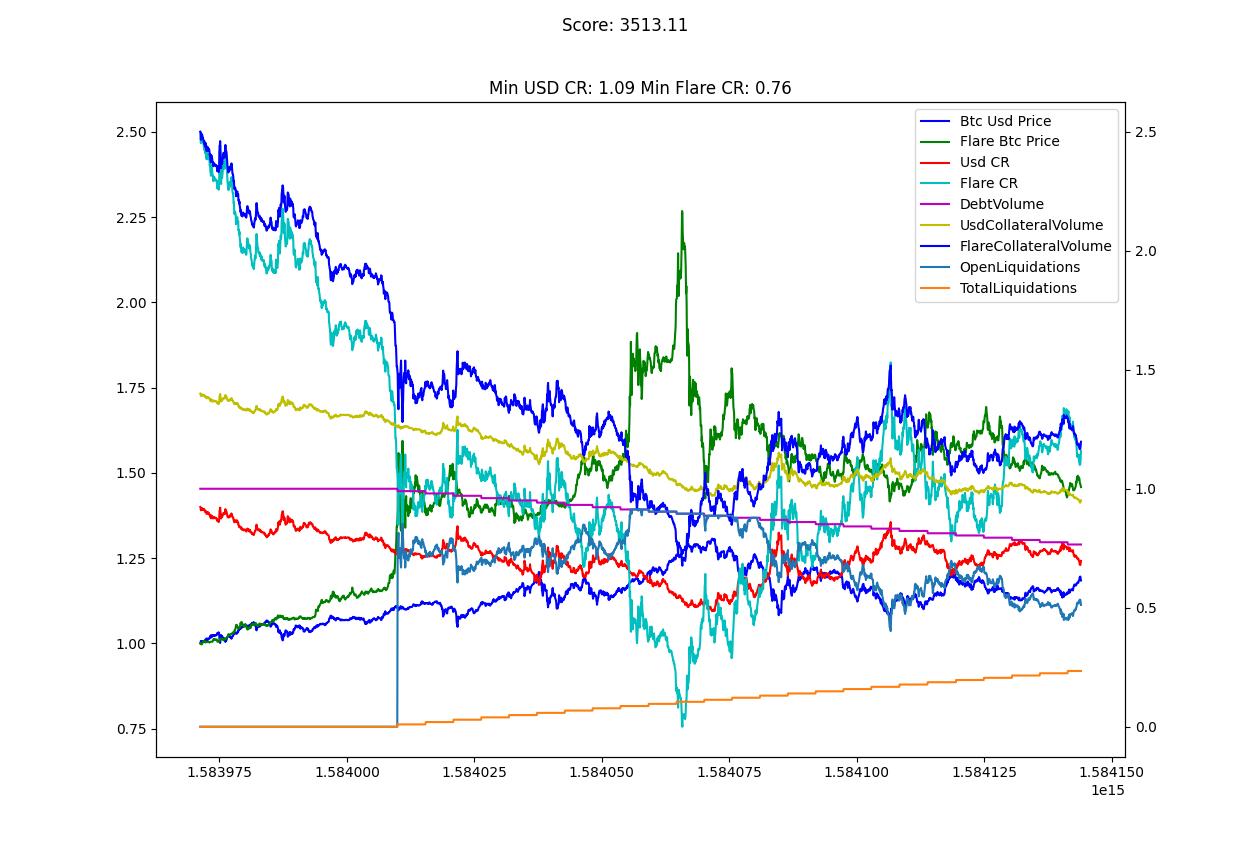 Score: 3513.11
Min USD CR: 1.09 Min Flare CR: 0.76
2.50
2.25
2.00
1.75
1.50
1.25
1.00
0.75
2.5
2.0
1.5
1.0
0.5
0.0
Btc Usd Price
Flare Btc Price
Usd CR
Flare CR
DebtVolume
UsdCollateralVolume
FlareCollateralVolume
OpenLiquidations
TotalLiquidations
1.583975 1.584000 1.584025 1.584050 1.584075 1.584100 1.584125 1.584150
1e15